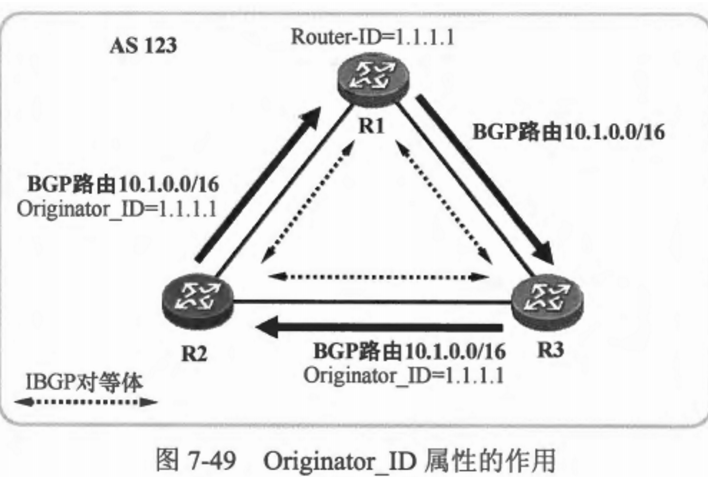 AS 123
Router-ID=1.1.1.1
R1
BGP路由10.1.0.0/16
BGP路由10.1.0.0/16
Originator_ID=1.1.1.1
R2
R3
BGP路由10.1.0.0/16
Originator_ID=1.1.1.1
IBGP对等体
图 7-49 Originator_ID 属性的作用